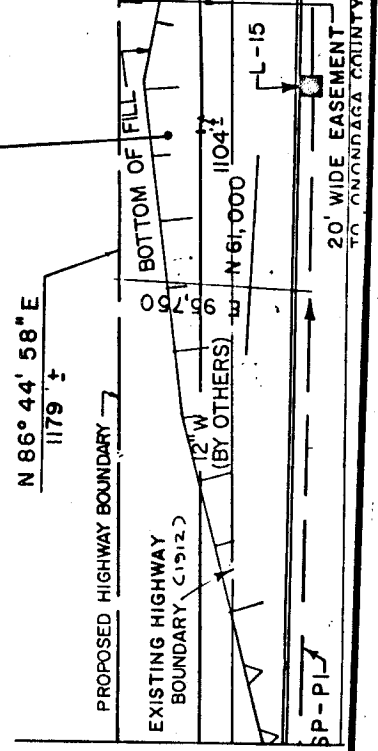 N 86° 44' 58" E
1179' ±
PROPOSED HIGHWAY BOUNDARY
BOTTOM OF FILL
EXISTING HIGHWAY
BOUNDARY (1912)
12" W
(BY OTHERS)
E 95,750
N 61,000
1104' ±
L-15
SP-P1
20' WIDE EASEMENT
TO ONONDAGA COUNTY